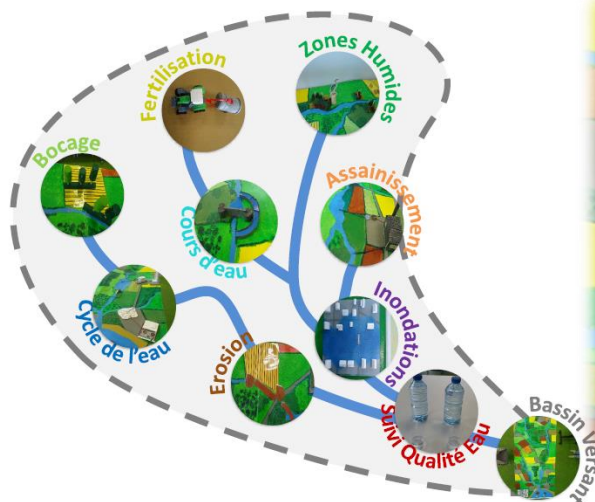 Zones Humides
Fertilisation
Bocage
Assainissement
Cours d'eau
Cycle de l'eau
Inondations
Erosion
Suivi Qualité Eau
Bassin Versant